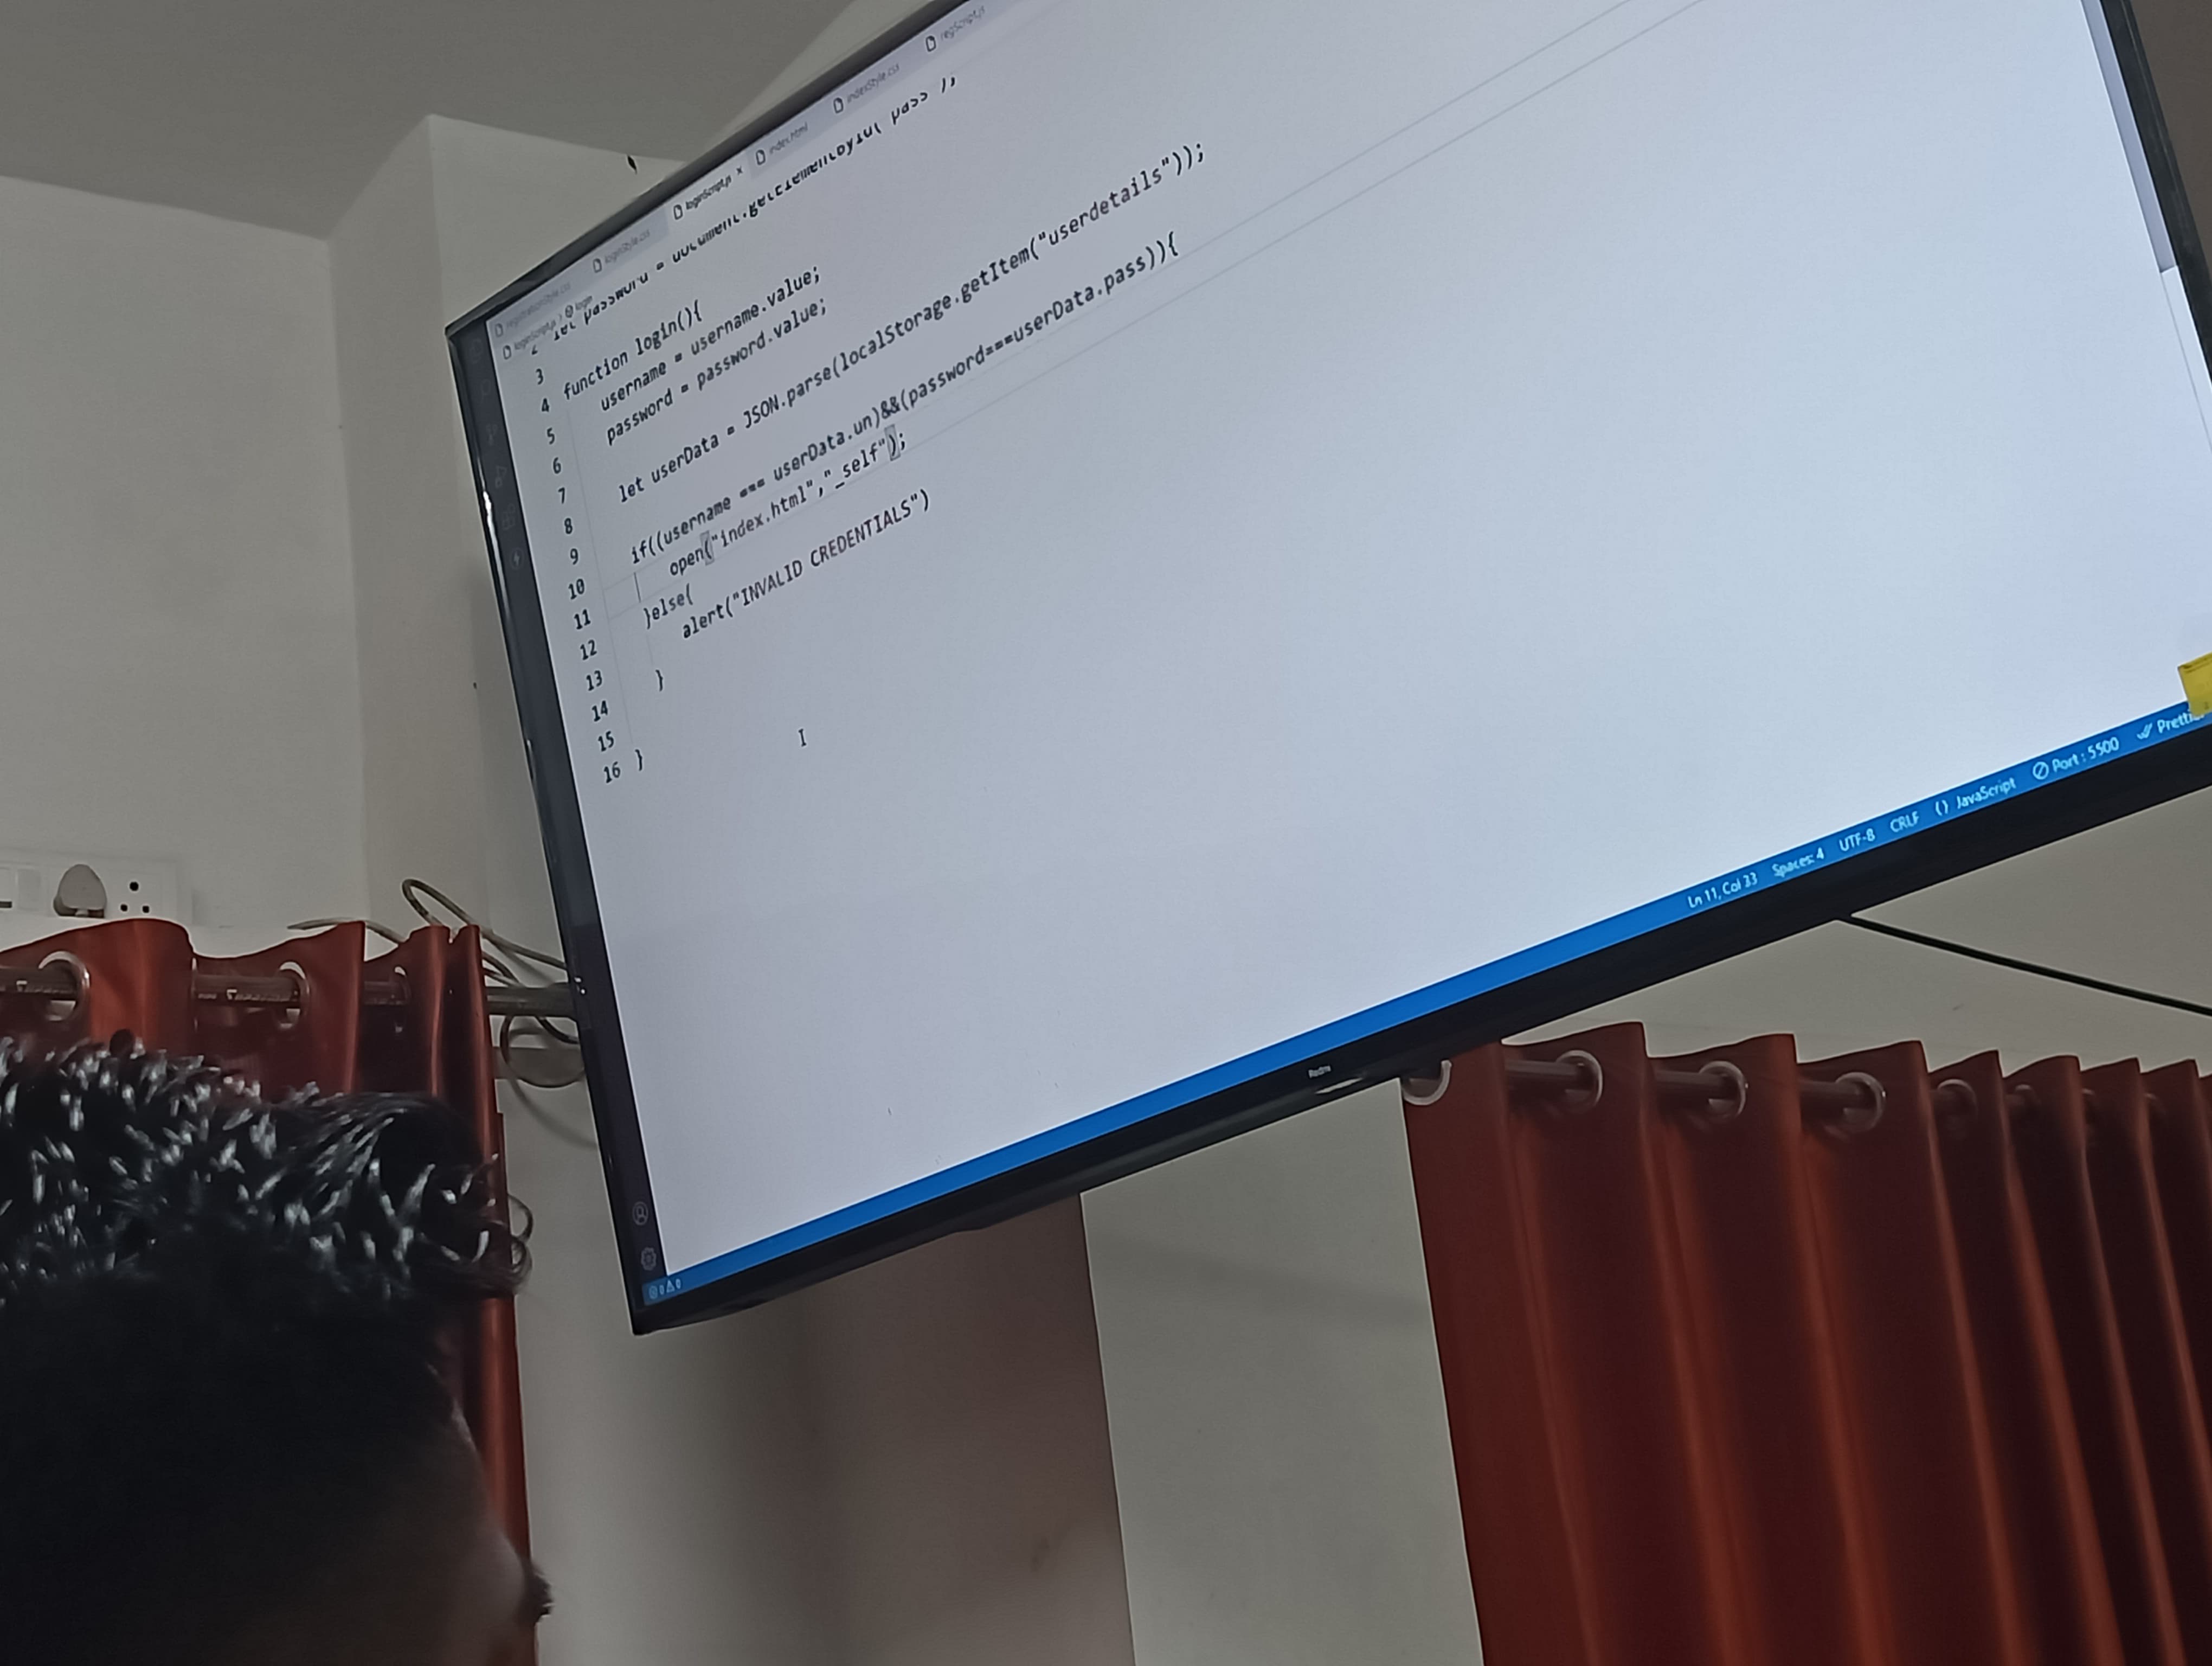 registrationStyle.css loginStyle.css loginScript.js × index.html indexStyle.css regScript.js
loginScript.js > login
2 let password = document.getElementById( pass );
3
4 function login(){
5 username = username.value;
6 password = password.value;
7
8 let userData = JSON.parse(localStorage.getItem("userdetails"));
9
10 if((username === userData.un)&&(password===userData.pass)){
11 open("index.html","_self");
12 }else{
13 alert("INVALID CREDENTIALS")
14
15 }
16 }
0 0 Ln 11, Col 33 Spaces: 4 UTF-8 CRLF {} JavaScript Port : 5500
Redmi